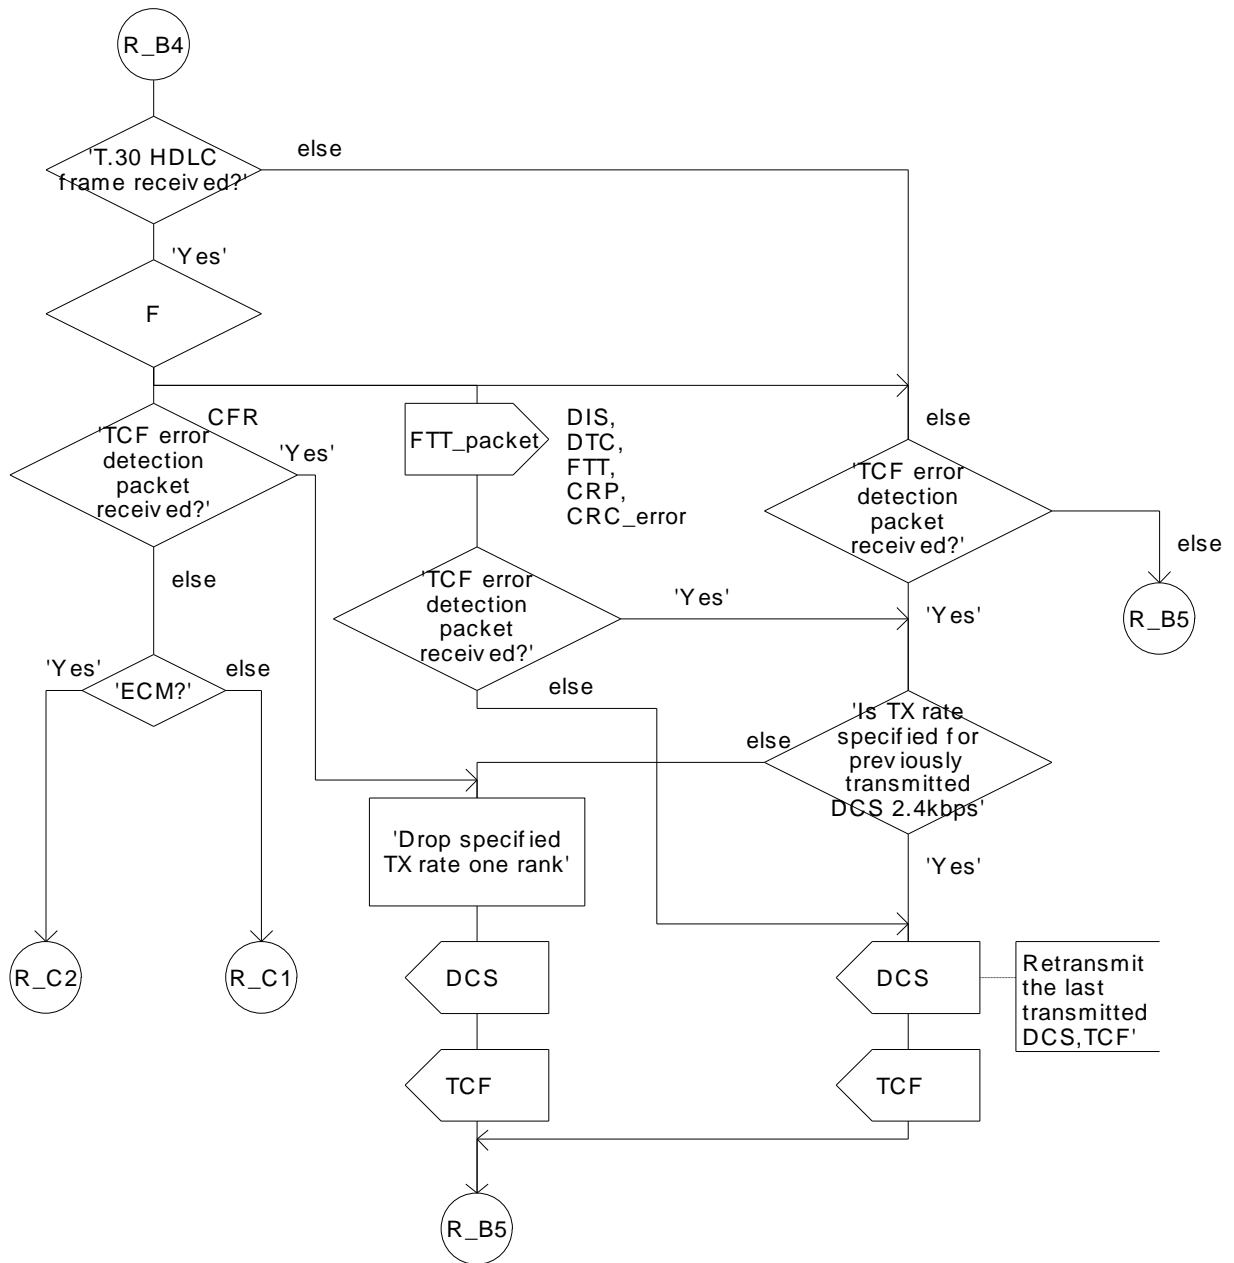 R_B4
'T.30 HDLC
frame received?'
else
'Yes'
F
CFR
'TCF error
detection
packet
received?'
'Yes'
else
FTT_packet
DIS,
DTC,
FTT,
CRP,
CRC_error
else
'TCF error
detection
packet
received?'
else
R_B5
'Yes'
'TCF error
detection
packet
received?'
'Yes'
else
'Yes'
'ECM?'
else
'Is TX rate
specified for
previously
transmitted
DCS 2.4kbps'
else
'Yes'
'Drop specified
TX rate one rank'
R_C2
R_C1
DCS
DCS
Retransmit
the last
transmitted
DCS,TCF'
TCF
TCF
R_B5